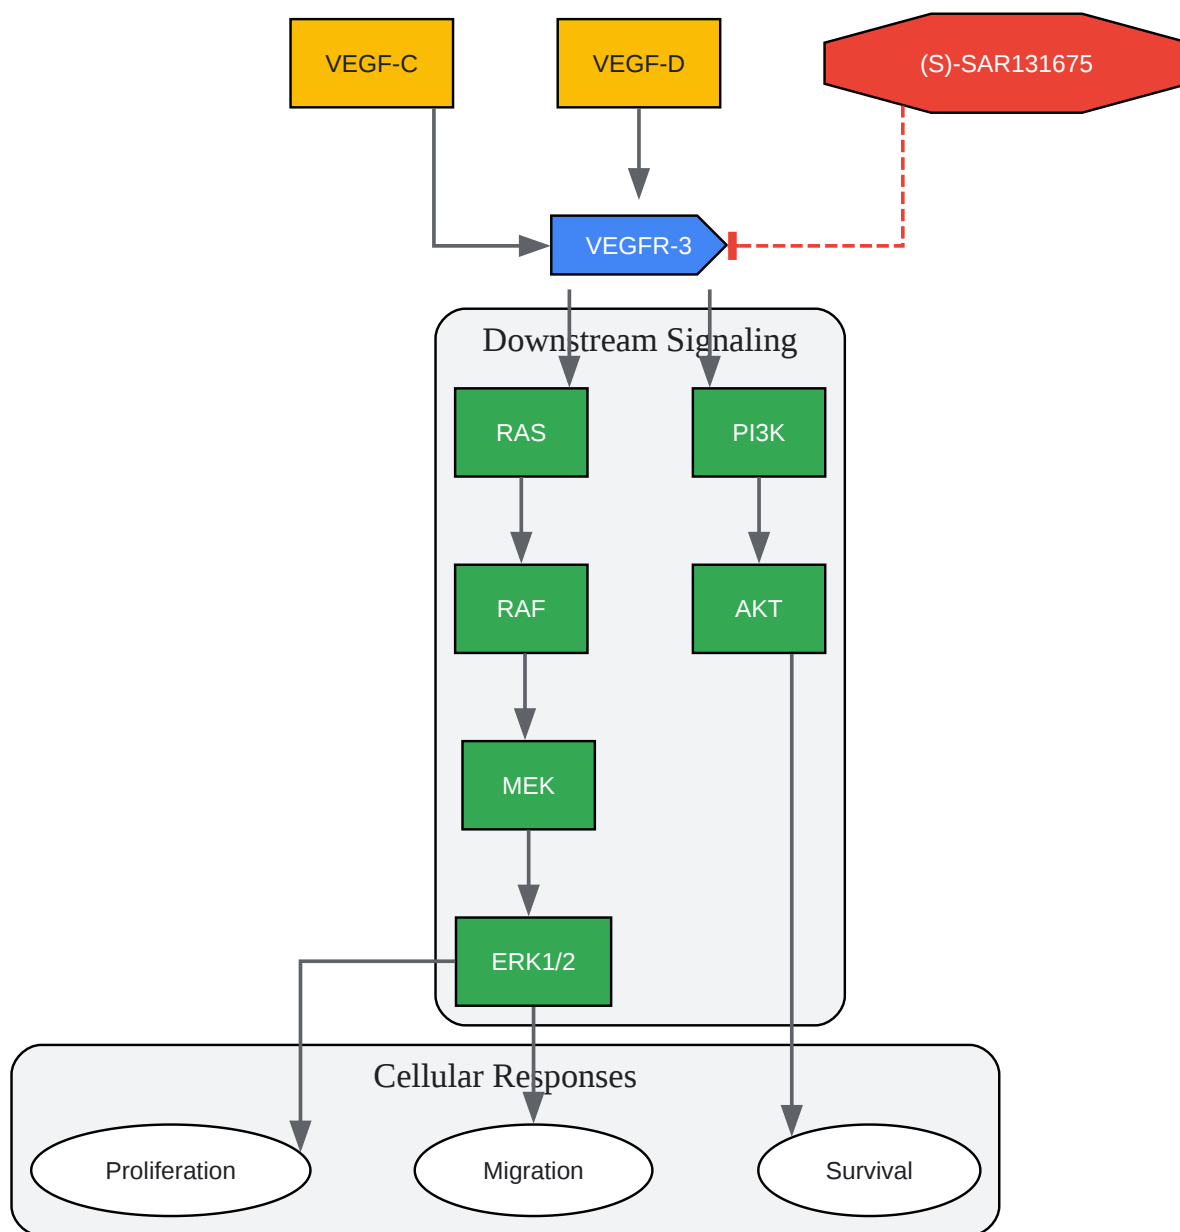 VEGF-C
VEGF-D
(S)-SAR131675
VEGFR-3
Downstream Signaling
RAS
PI3K
RAF
AKT
MEK
ERK1/2
Cellular Responses
Proliferation
Migration
Survival